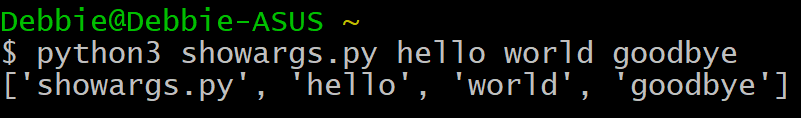 Debbie@Debbie-ASUS ~
$ python3 showargs.py hello world goodbye
['showargs.py', 'hello', 'world', 'goodbye']